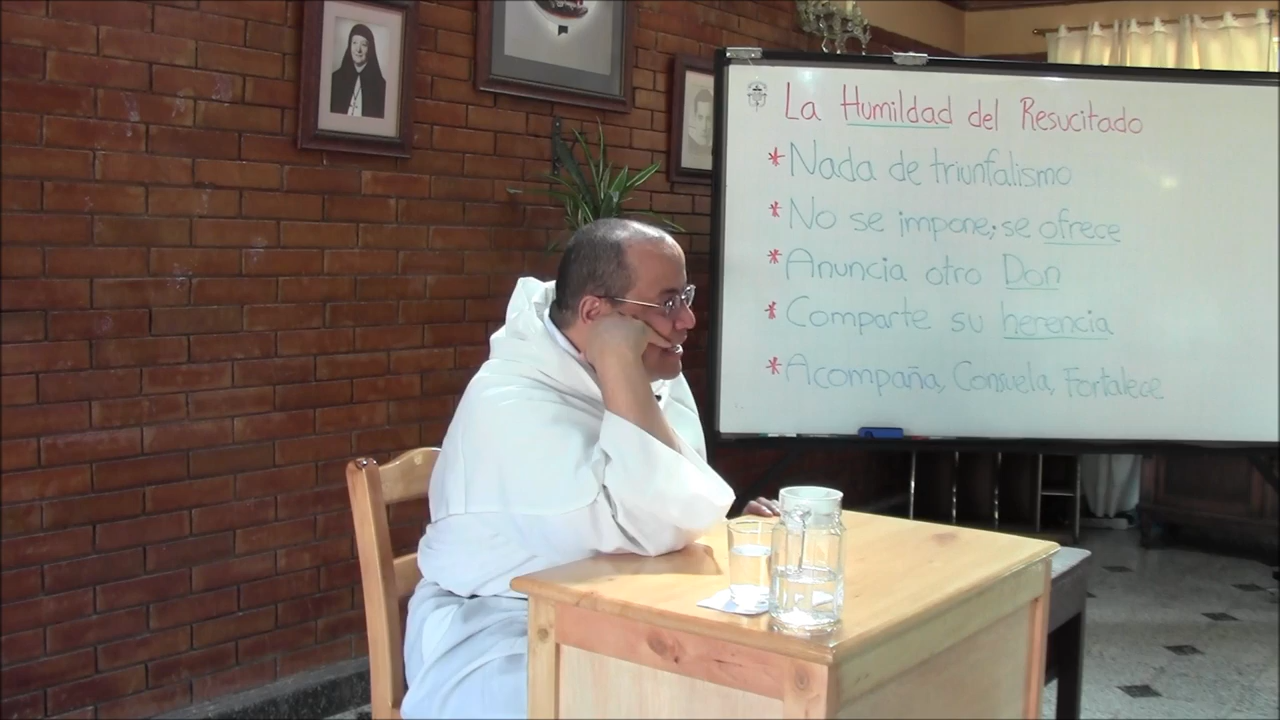 La Humildad del Resucitado
* Nada de triunfalismo
* No se impone; se ofrece
* Anuncia otro Don
* Comparte su herencia
* Acompaña, Consuela, Fortalece